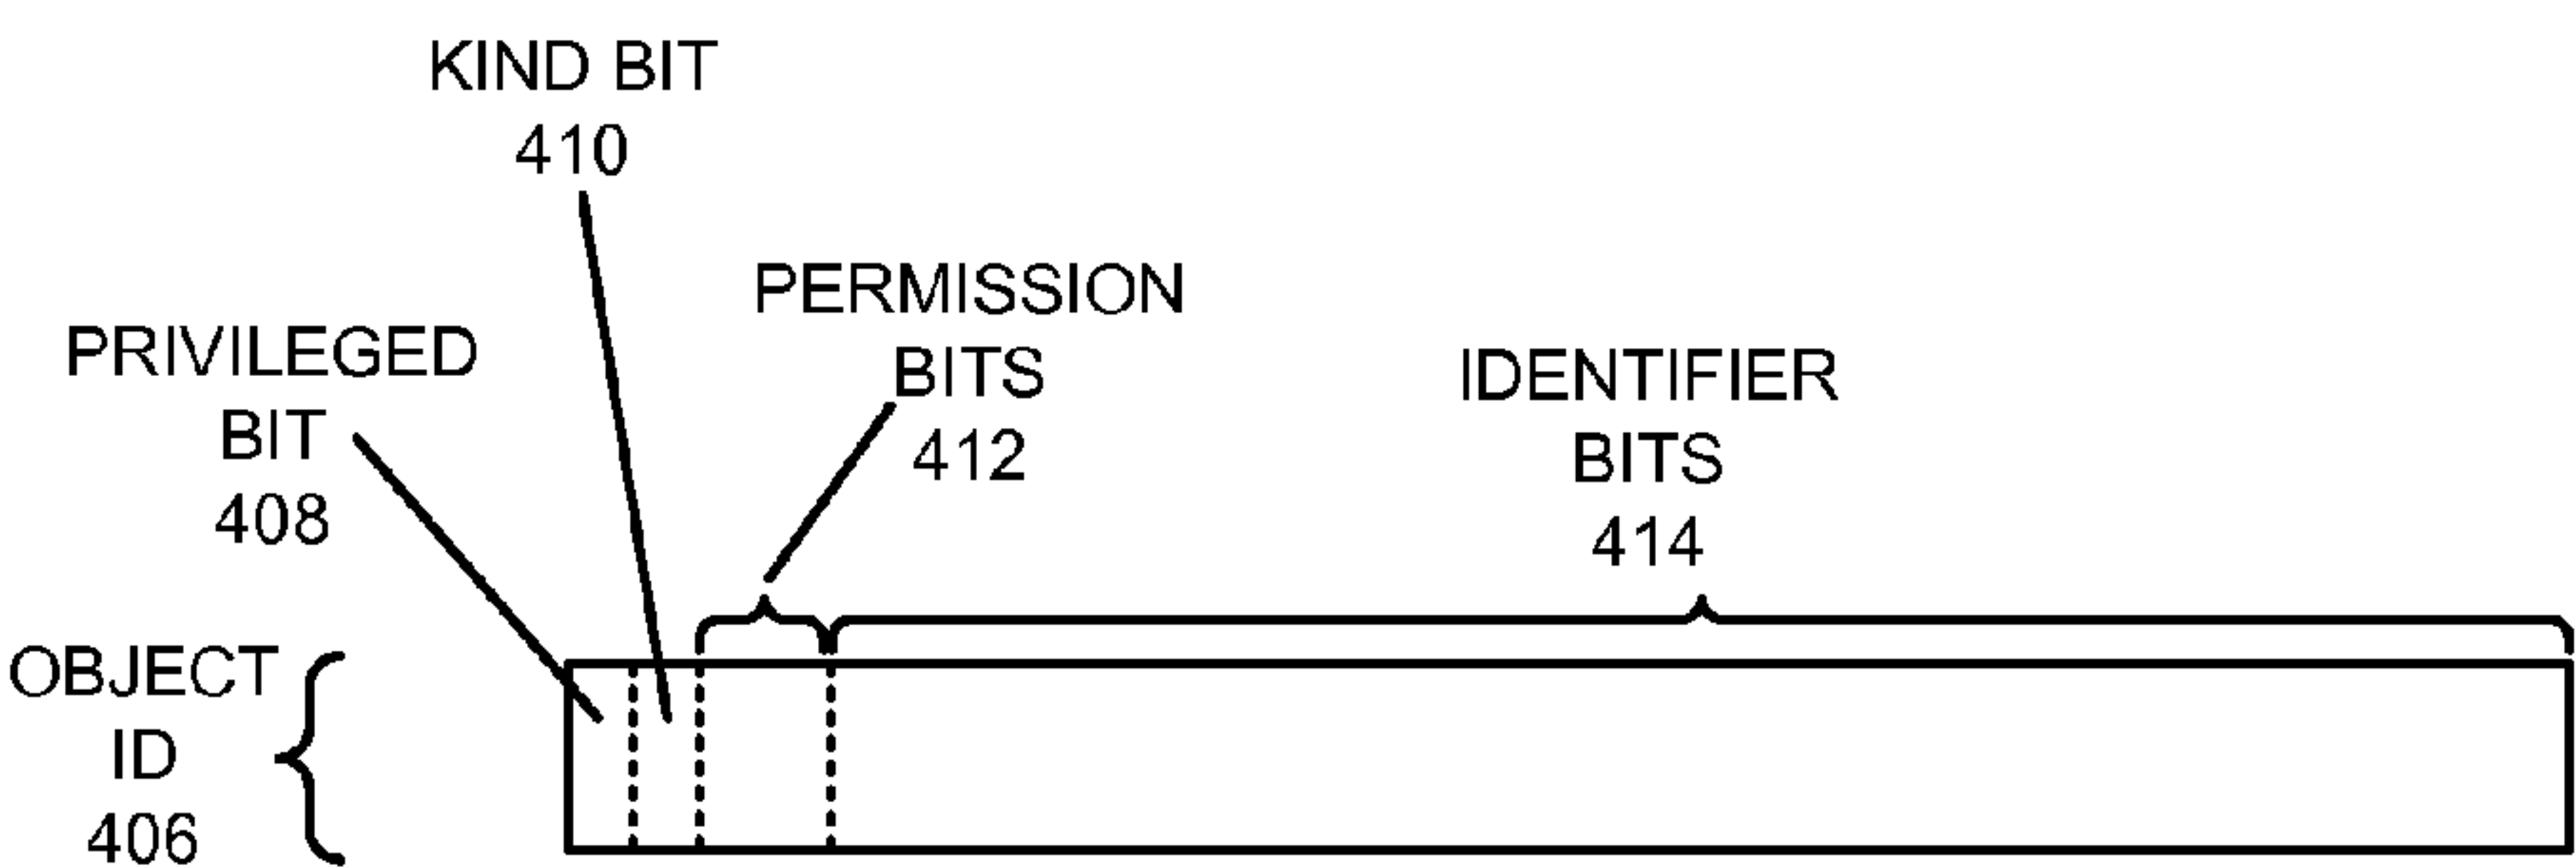 KIND BIT
410
PERMISSION
BITS
412
PRIVILEGED
BIT
408
IDENTIFIER
BITS
414
OBJECT
ID
406